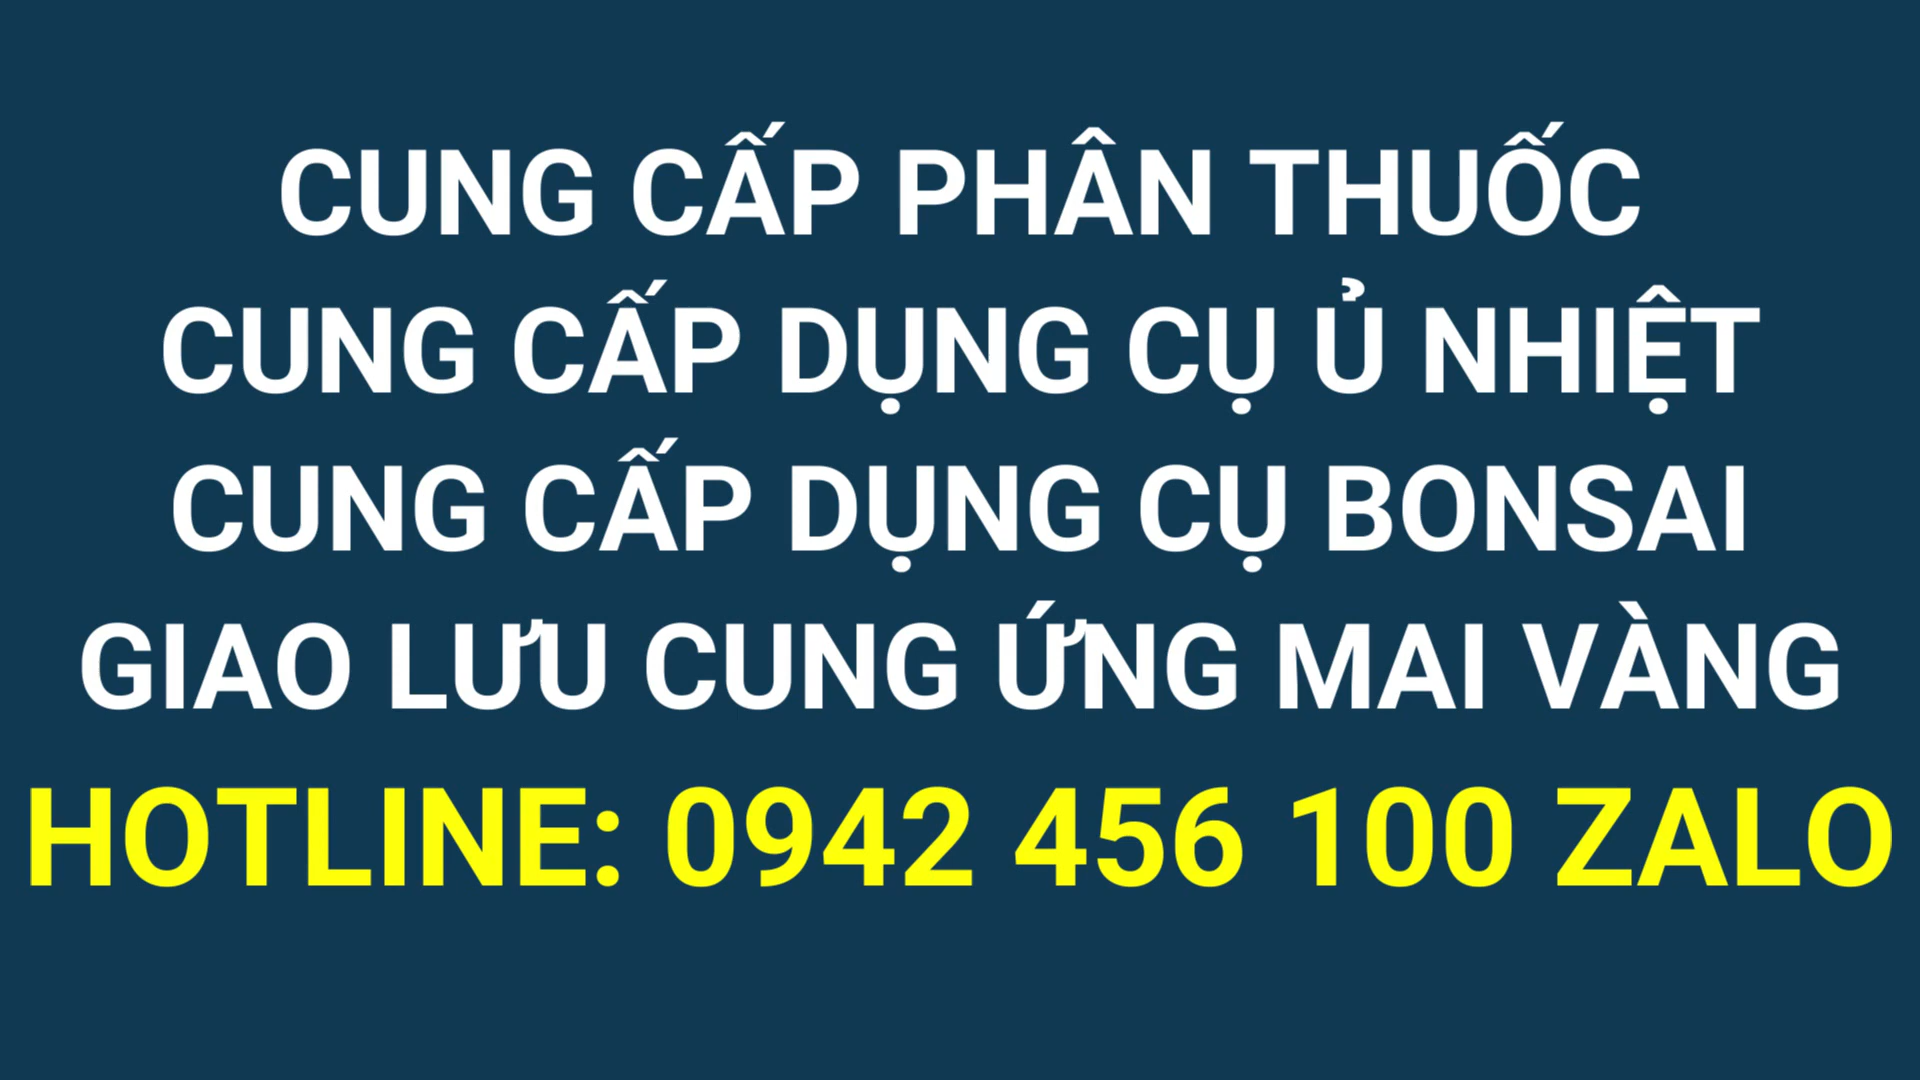 CUNG CẤP PHÂN THUỐC
CUNG CẤP DỤNG CỤ Ủ NHIỆT
CUNG CẤP DỤNG CỤ BONSAI
GIAO LƯU CUNG ỨNG MAI VÀNG
HOTLINE: 0942 456 100 ZALO